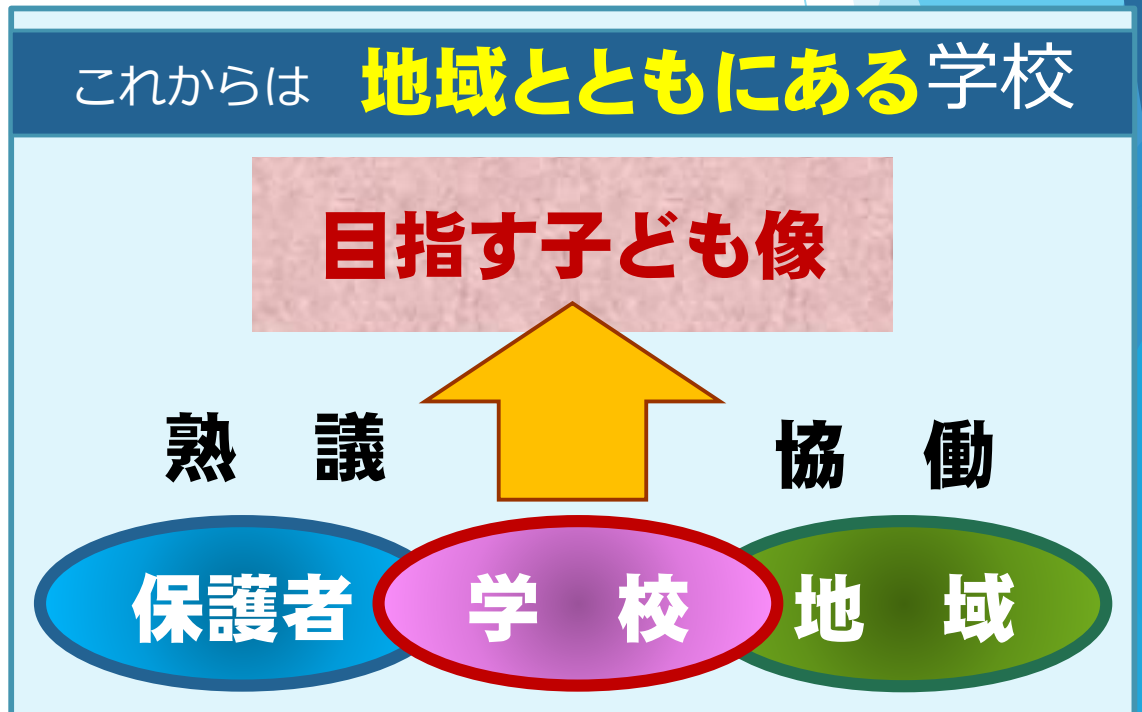 これからは 地域とともにある学校
目指す子ども像
熟 議
協 働
保護者
学 校
地 域